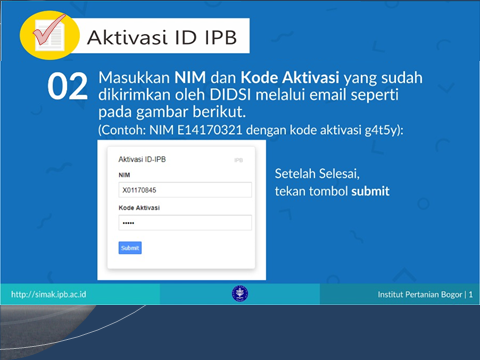 Aktivasi ID IPB
02
Masukkan NIM dan Kode Aktivasi yang sudah
dikirimkan oleh DIDSI melalui email seperti
pada gambar berikut.
(Contoh: NIM E14170321 dengan kode aktivasi g4t5y):
Aktivasi ID-IPB
IPB
NIM
X01170845
Kode Aktivasi
•••••
Submit
Setelah Selesai,
tekan tombol submit
http://simak.ipb.ac.id
Institut Pertanian Bogor | 1